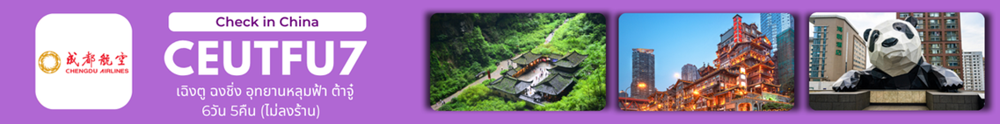 Check in China
CEUTFU7
成都航空
CHENGDU AIRLINES
เฉิงตู ฉงชิ่ง อุทยานหลุมฟ้า ต้าจู๋
6วัน 5คืน (ไม่ลงร้าน)